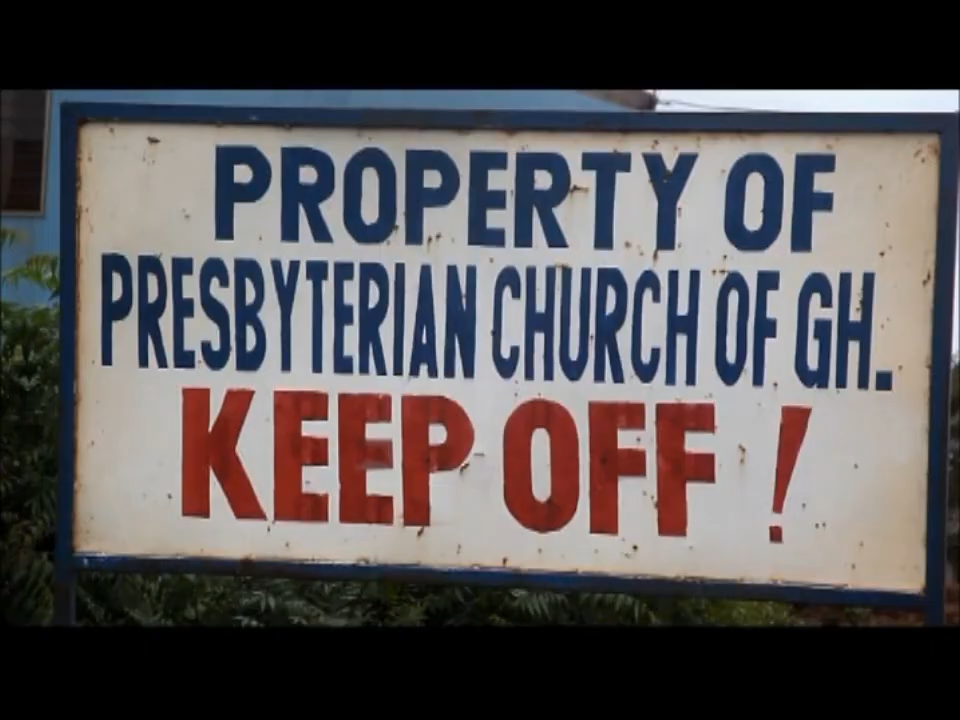 PROPERTY OF
PRESBYTERIAN CHURCH OF GH.
KEEP OFF !